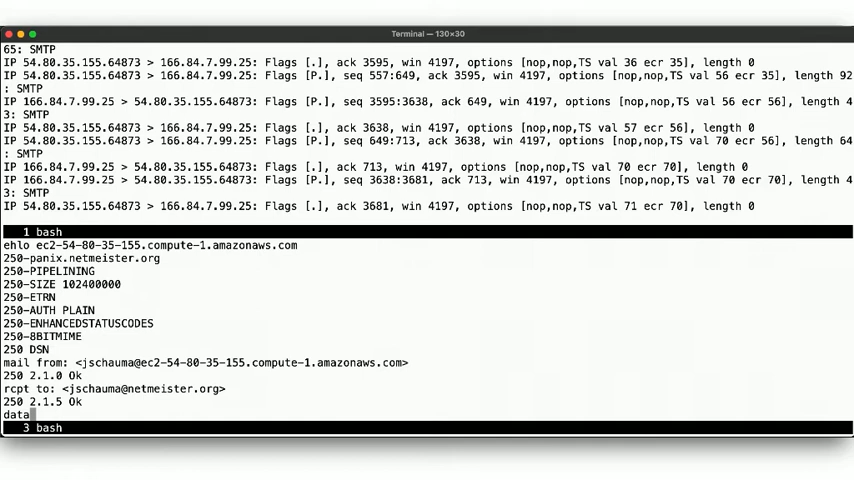 Terminal — 130×30
65: SMTP
IP 54.80.35.155.64873 > 166.84.7.99.25: Flags [.], ack 3595, win 4197, options [nop,nop,TS val 36 ecr 35], length 0
IP 54.80.35.155.64873 > 166.84.7.99.25: Flags [P.], seq 557:649, ack 3595, win 4197, options [nop,nop,TS val 56 ecr 35], length 92
: SMTP
IP 166.84.7.99.25 > 54.80.35.155.64873: Flags [P.], seq 3595:3638, ack 649, win 4197, options [nop,nop,TS val 56 ecr 56], length 4
3: SMTP
IP 54.80.35.155.64873 > 166.84.7.99.25: Flags [.], ack 3638, win 4197, options [nop,nop,TS val 57 ecr 56], length 0
IP 54.80.35.155.64873 > 166.84.7.99.25: Flags [P.], seq 649:713, ack 3638, win 4197, options [nop,nop,TS val 70 ecr 56], length 64
: SMTP
IP 166.84.7.99.25 > 54.80.35.155.64873: Flags [.], ack 713, win 4197, options [nop,nop,TS val 70 ecr 70], length 0
IP 166.84.7.99.25 > 54.80.35.155.64873: Flags [P.], seq 3638:3681, ack 713, win 4197, options [nop,nop,TS val 70 ecr 70], length 4
3: SMTP
IP 54.80.35.155.64873 > 166.84.7.99.25: Flags [.], ack 3681, win 4197, options [nop,nop,TS val 71 ecr 70], length 0
1 bash
ehlo ec2-54-80-35-155.compute-1.amazonaws.com
250-panix.netmeister.org
250-PIPELINING
250-SIZE 102400000
250-ETRN
250-AUTH PLAIN
250-ENHANCEDSTATUSCODES
250-8BITMIME
250 DSN
mail from: <jschauma@ec2-54-80-35-155.compute-1.amazonaws.com>
250 2.1.0 Ok
rcpt to: <jschauma@netmeister.org>
250 2.1.5 Ok
data
3 bash